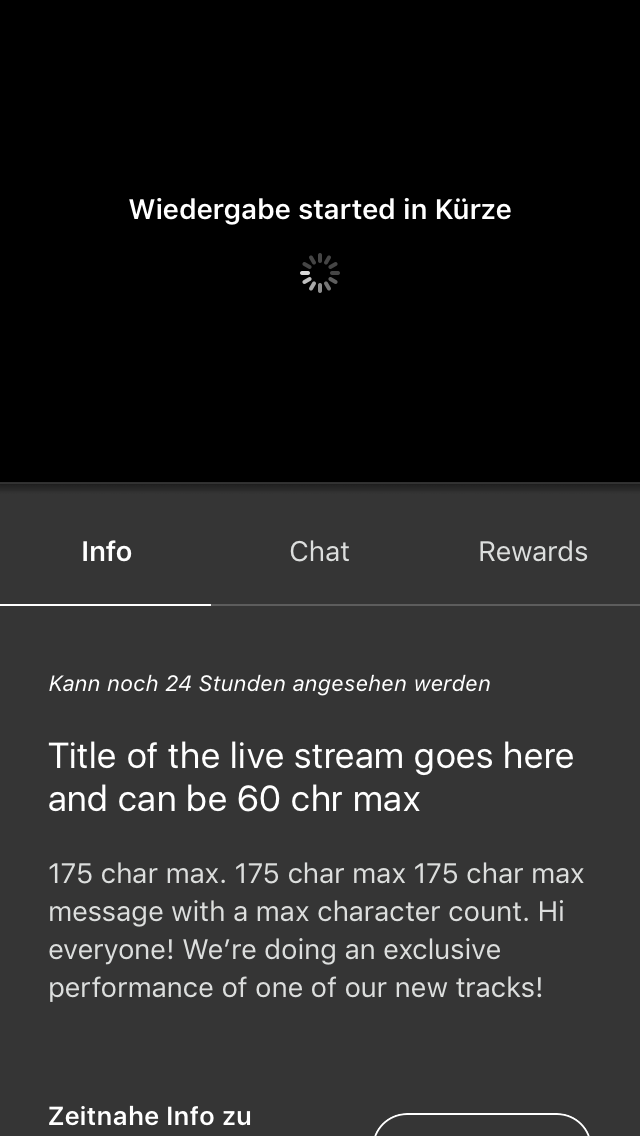 Wiedergabe started in Kürze
Info
Chat
Rewards
Kann noch 24 Stunden angesehen werden
Title of the live stream goes here
and can be 60 chr max
175 char max. 175 char max 175 char max
message with a max character count. Hi
everyone! We’re doing an exclusive
performance of one of our new tracks!
Zeitnahe Info zu